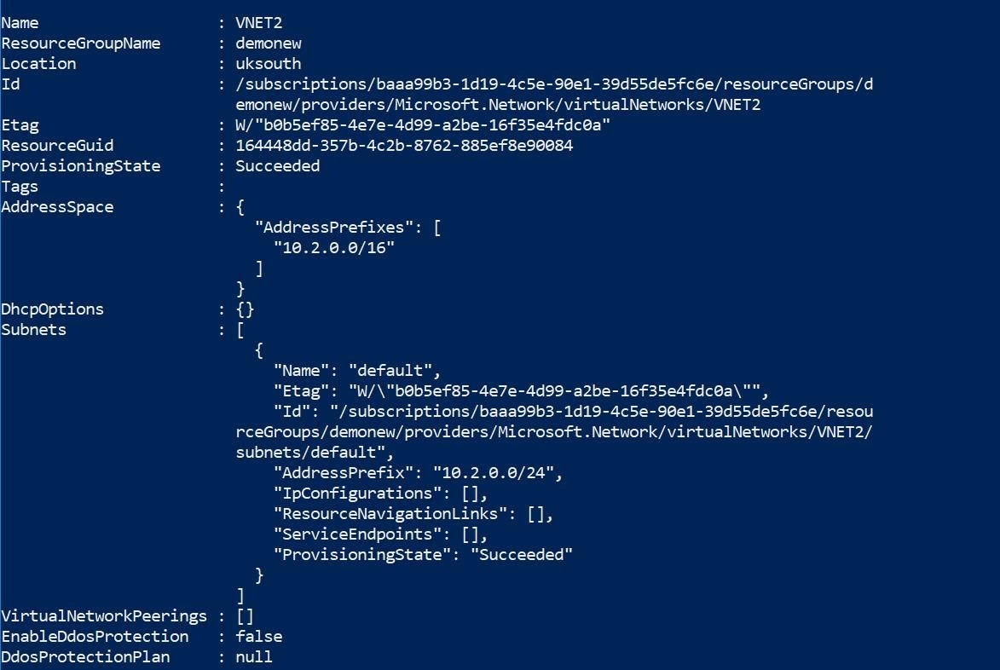 Name                   : VNET2
ResourceGroupName      : demonew
Location               : uksouth
Id                     : /subscriptions/baaa99b3-1d19-4c5e-90e1-39d55de5fc6e/resourceGroups/d
                         emonew/providers/Microsoft.Network/virtualNetworks/VNET2
Etag                   : W/"b0b5ef85-4e7e-4d99-a2be-16f35e4fdc0a"
ResourceGuid           : 164448dd-357b-4c2b-8762-885ef8e90084
ProvisioningState      : Succeeded
Tags                   :
AddressSpace           : {
                           "AddressPrefixes": [
                             "10.2.0.0/16"
                           ]
                         }
DhcpOptions            : {}
Subnets                : [
                           {
                             "Name": "default",
                             "Etag": "W/\"b0b5ef85-4e7e-4d99-a2be-16f35e4fdc0a\"",
                             "Id": "/subscriptions/baaa99b3-1d19-4c5e-90e1-39d55de5fc6e/resou
                         rceGroups/demonew/providers/Microsoft.Network/virtualNetworks/VNET2/
                         subnets/default",
                             "AddressPrefix": "10.2.0.0/24",
                             "IpConfigurations": [],
                             "ResourceNavigationLinks": [],
                             "ServiceEndpoints": [],
                             "ProvisioningState": "Succeeded"
                           }
                         ]
VirtualNetworkPeerings : []
EnableDdosProtection   : false
DdosProtectionPlan     : null